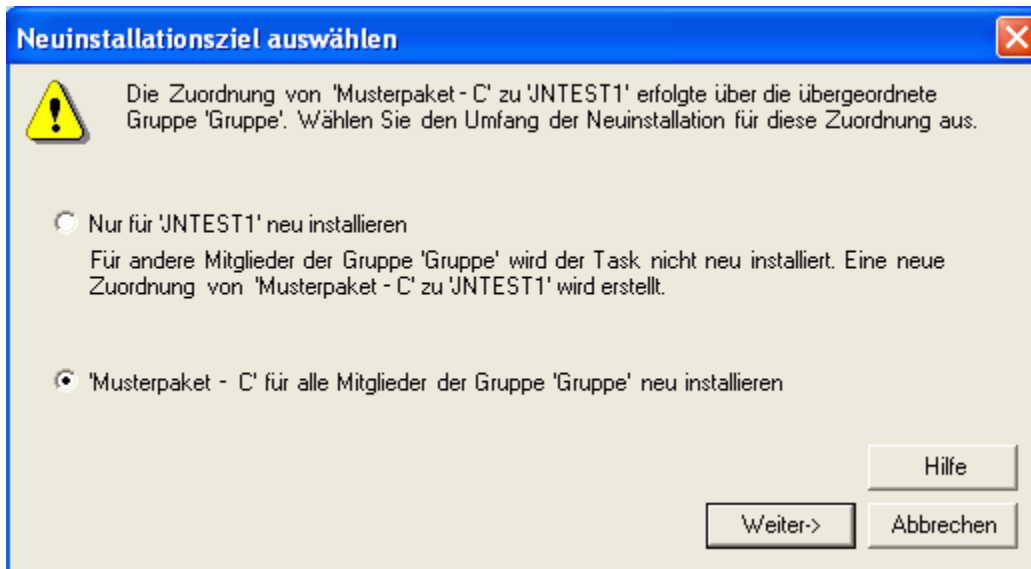 Neuinstallationsziel auswählen
Die Zuordnung von 'Musterpaket - C' zu 'JNTEST1' erfolgte über die übergeordnete
Gruppe 'Gruppe'. Wählen Sie den Umfang der Neuinstallation für diese Zuordnung aus.
Nur für 'JNTEST1' neu installieren
Für andere Mitglieder der Gruppe 'Gruppe' wird der Task nicht neu installiert. Eine neue
Zuordnung von 'Musterpaket - C' zu 'JNTEST1' wird erstellt.
'Musterpaket - C' für alle Mitglieder der Gruppe 'Gruppe' neu installieren
Hilfe
Weiter->
Abbrechen